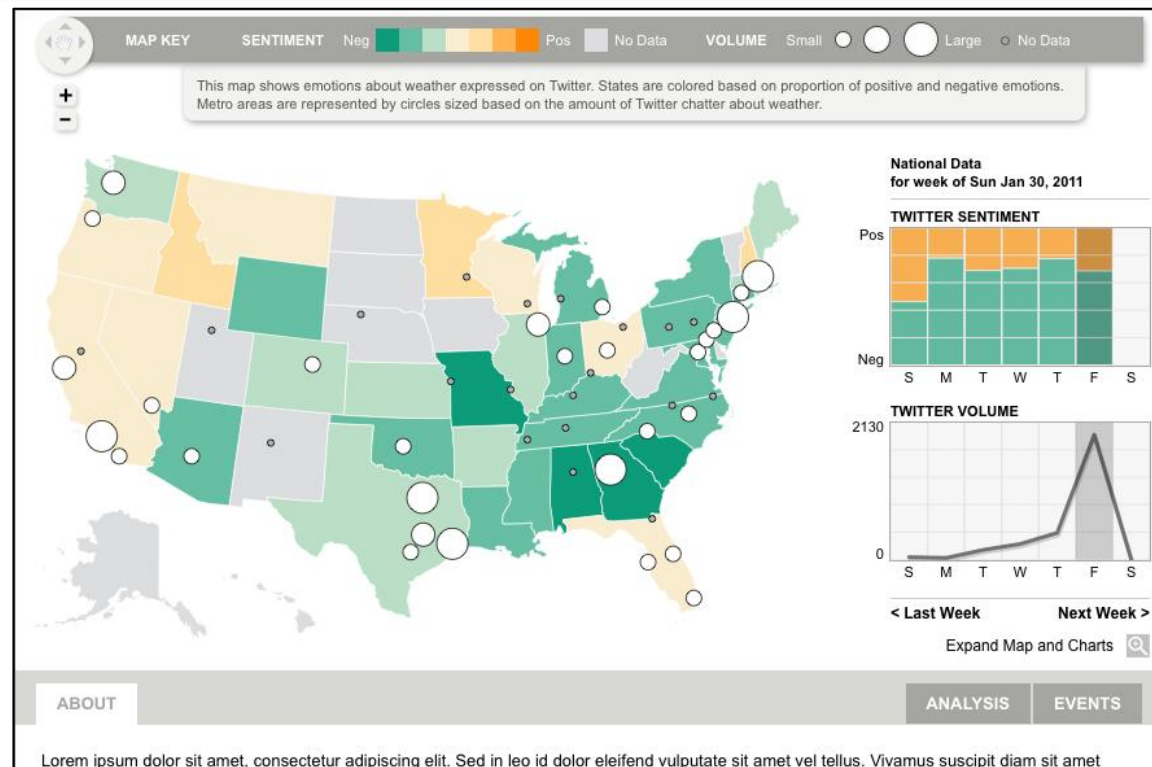 MAP KEY SENTIMENT Neg Pos No Data VOLUME Small Large No Data
This map shows emotions about weather expressed on Twitter. States are colored based on proportion of positive and negative emotions.
Metro areas are represented by circles sized based on the amount of Twitter chatter about weather.
+
−
National Data
for week of Sun Jan 30, 2011
TWITTER SENTIMENT
Pos
Neg
S M T W T F S
TWITTER VOLUME
2130
0
S M T W T F S
< Last Week Next Week >
Expand Map and Charts
ABOUT ANALYSIS EVENTS
Lorem ipsum dolor sit amet, consectetur adipiscing elit. Sed in leo id dolor eleifend vulputate sit amet vel tellus. Vivamus suscipit diam sit amet